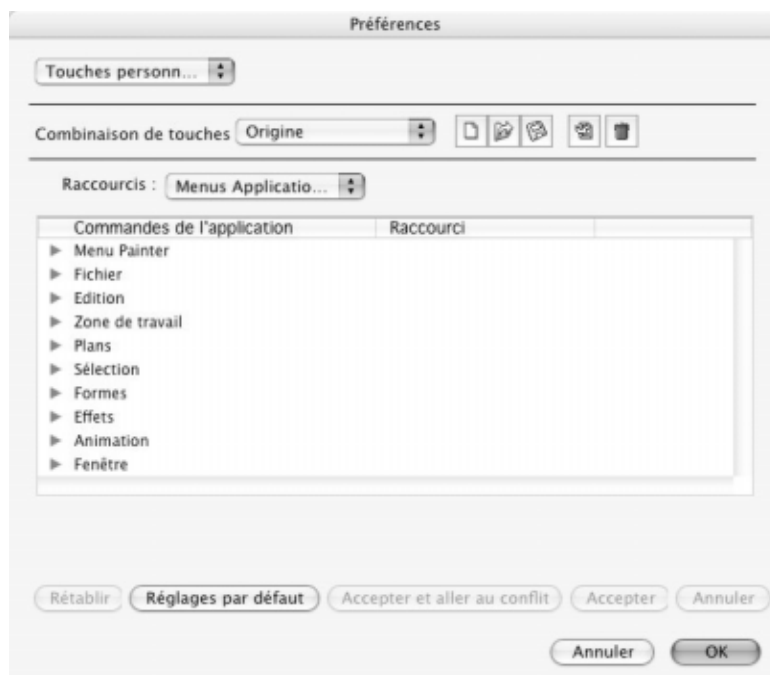 Préférences
Touches personn...
Combinaison de touches Origine
Raccourcis : Menus Applicatio...
Commandes de l'application Raccourci
Menu Painter
Fichier
Edition
Zone de travail
Plans
Sélection
Formes
Effets
Animation
Fenêtre
Rétablir Réglages par défaut Accepter et aller au conflit Accepter Annuler
Annuler OK